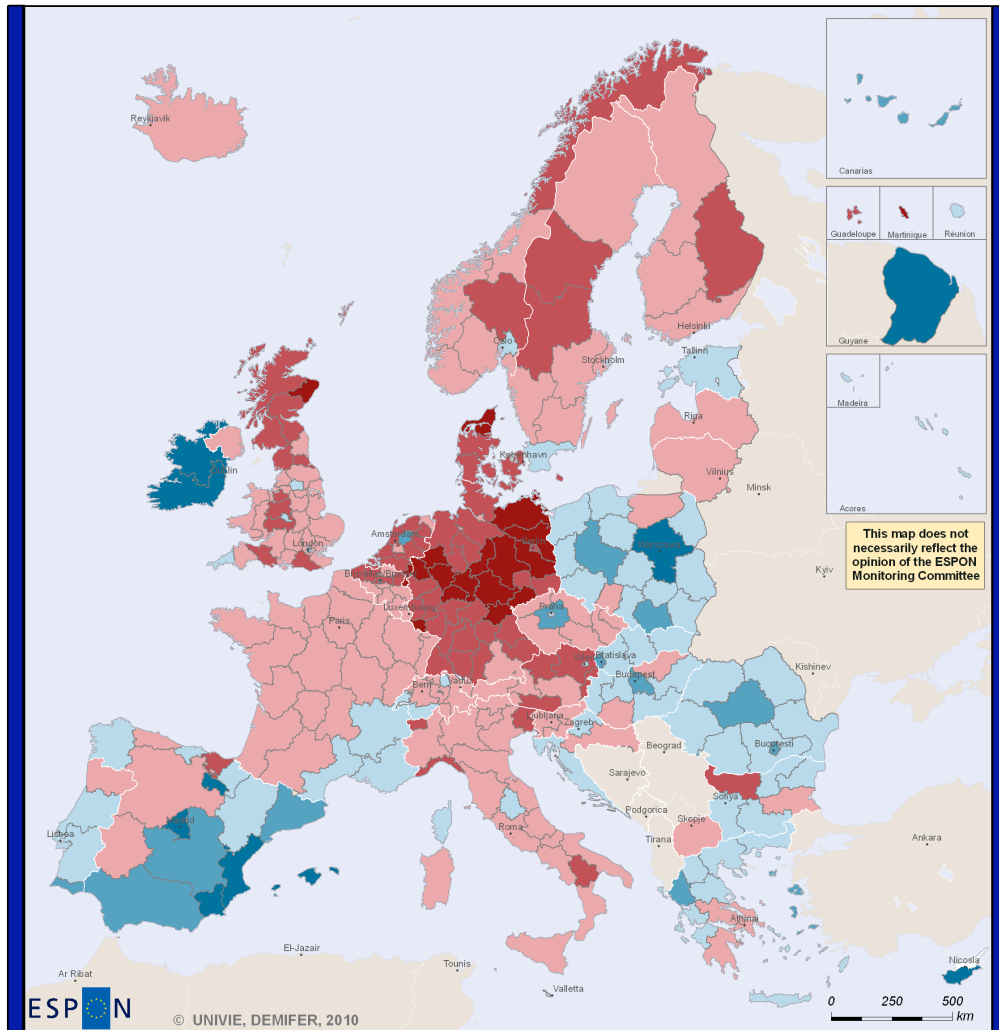 Reykjavik
Canarias
Guadeloupe
Martinique
Réunion
Guyane
Madeira
Acores
This map does not
necessarily reflect the
opinion of the ESPON
Monitoring Committee
Helsinki
Oslo
Tallinn
Stockholm
Riga
København
Vilnius
Minsk
Amsterdam
London
Berlin
Kyiv
Luxembourg
Praha
Paris
Bratislava
Kishinev
Budapest
Bern
Vaduz
Ljubljana
Zagreb
Beograd
Bucuresti
Sarajevo
Sofiya
Podgorica
Skopje
Roma
Tirana
Ankara
Lisboa
Madrid
Athinai
El-Jazair
Tounis
Nicosia
Ar Ribat
Valletta
ESPON
© UNIVIE, DEMIFER, 2010
0 250 500
km